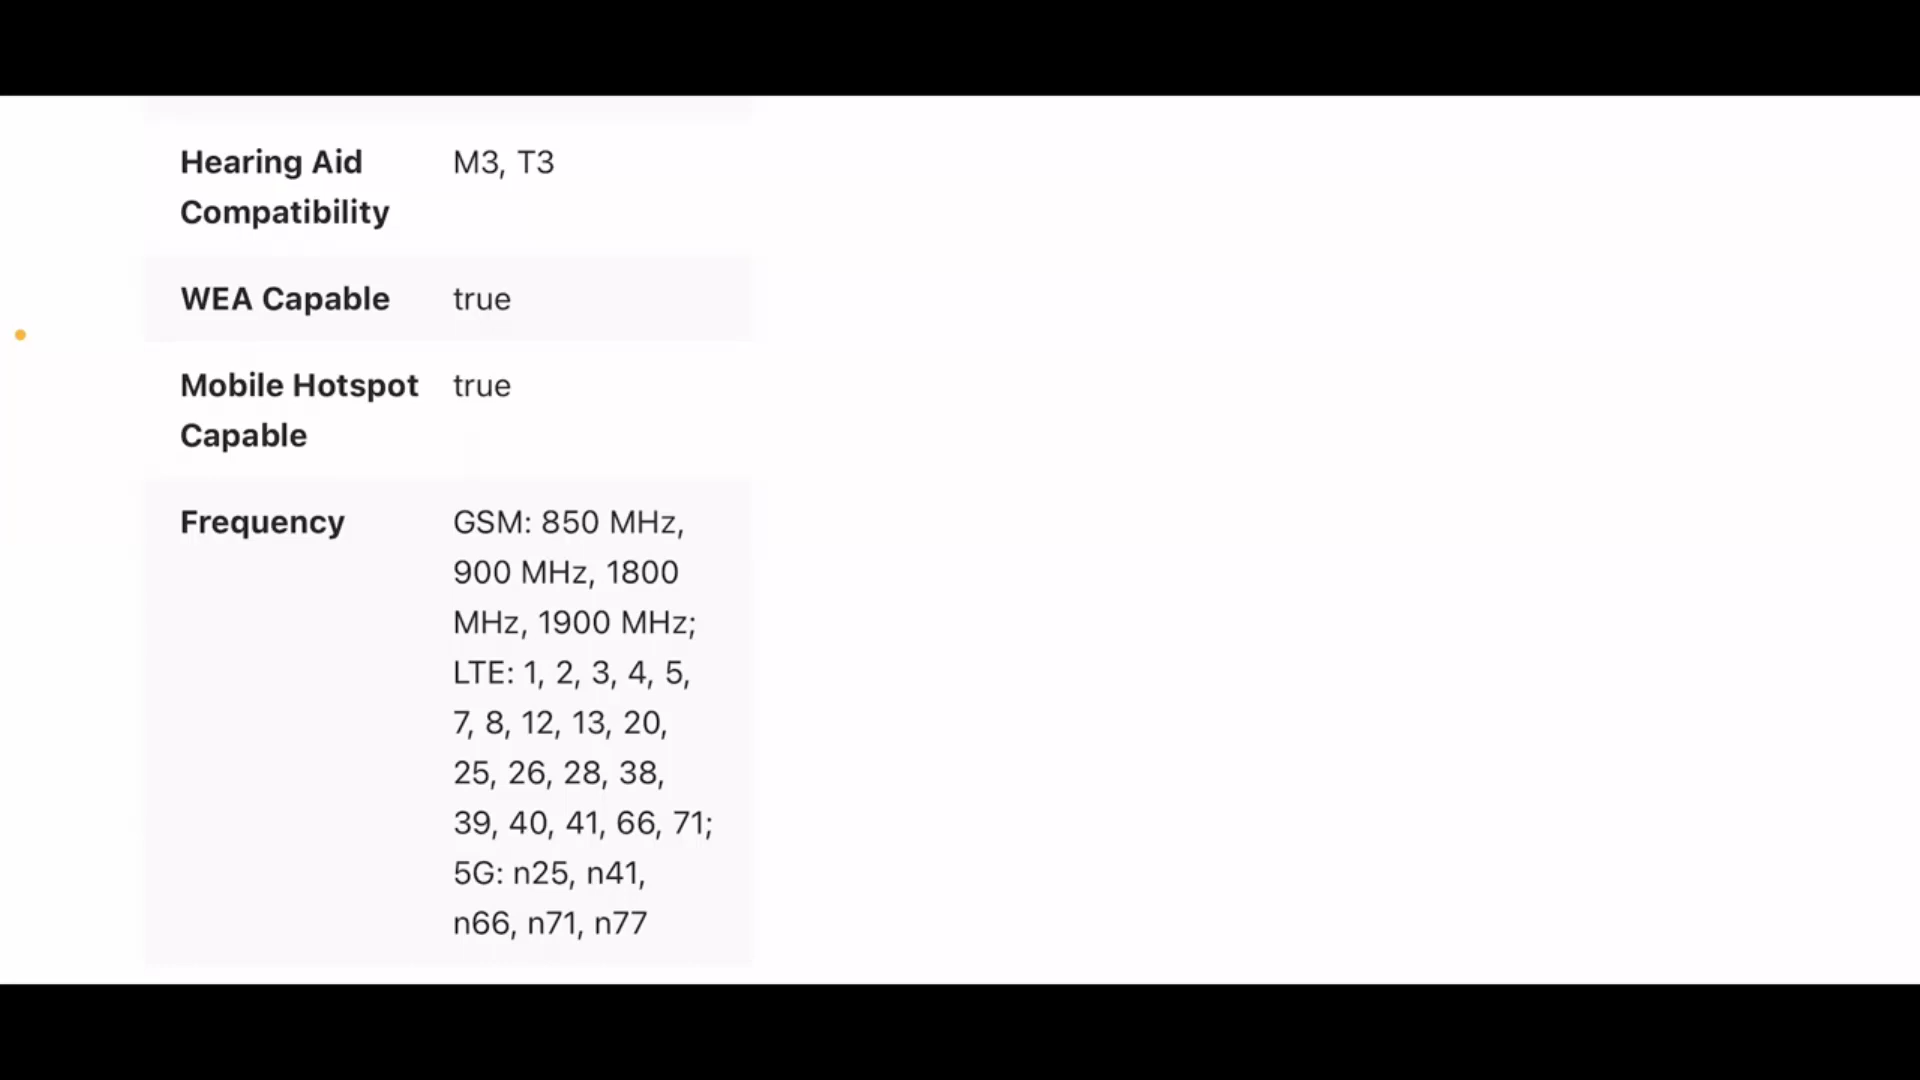 Hearing Aid M3, T3
Compatibility
WEA Capable true
Mobile Hotspot true
Capable
Frequency GSM: 850 MHz,
900 MHz, 1800
MHz, 1900 MHz;
LTE: 1, 2, 3, 4, 5,
7, 8, 12, 13, 20,
25, 26, 28, 38,
39, 40, 41, 66, 71;
5G: n25, n41,
n66, n71, n77